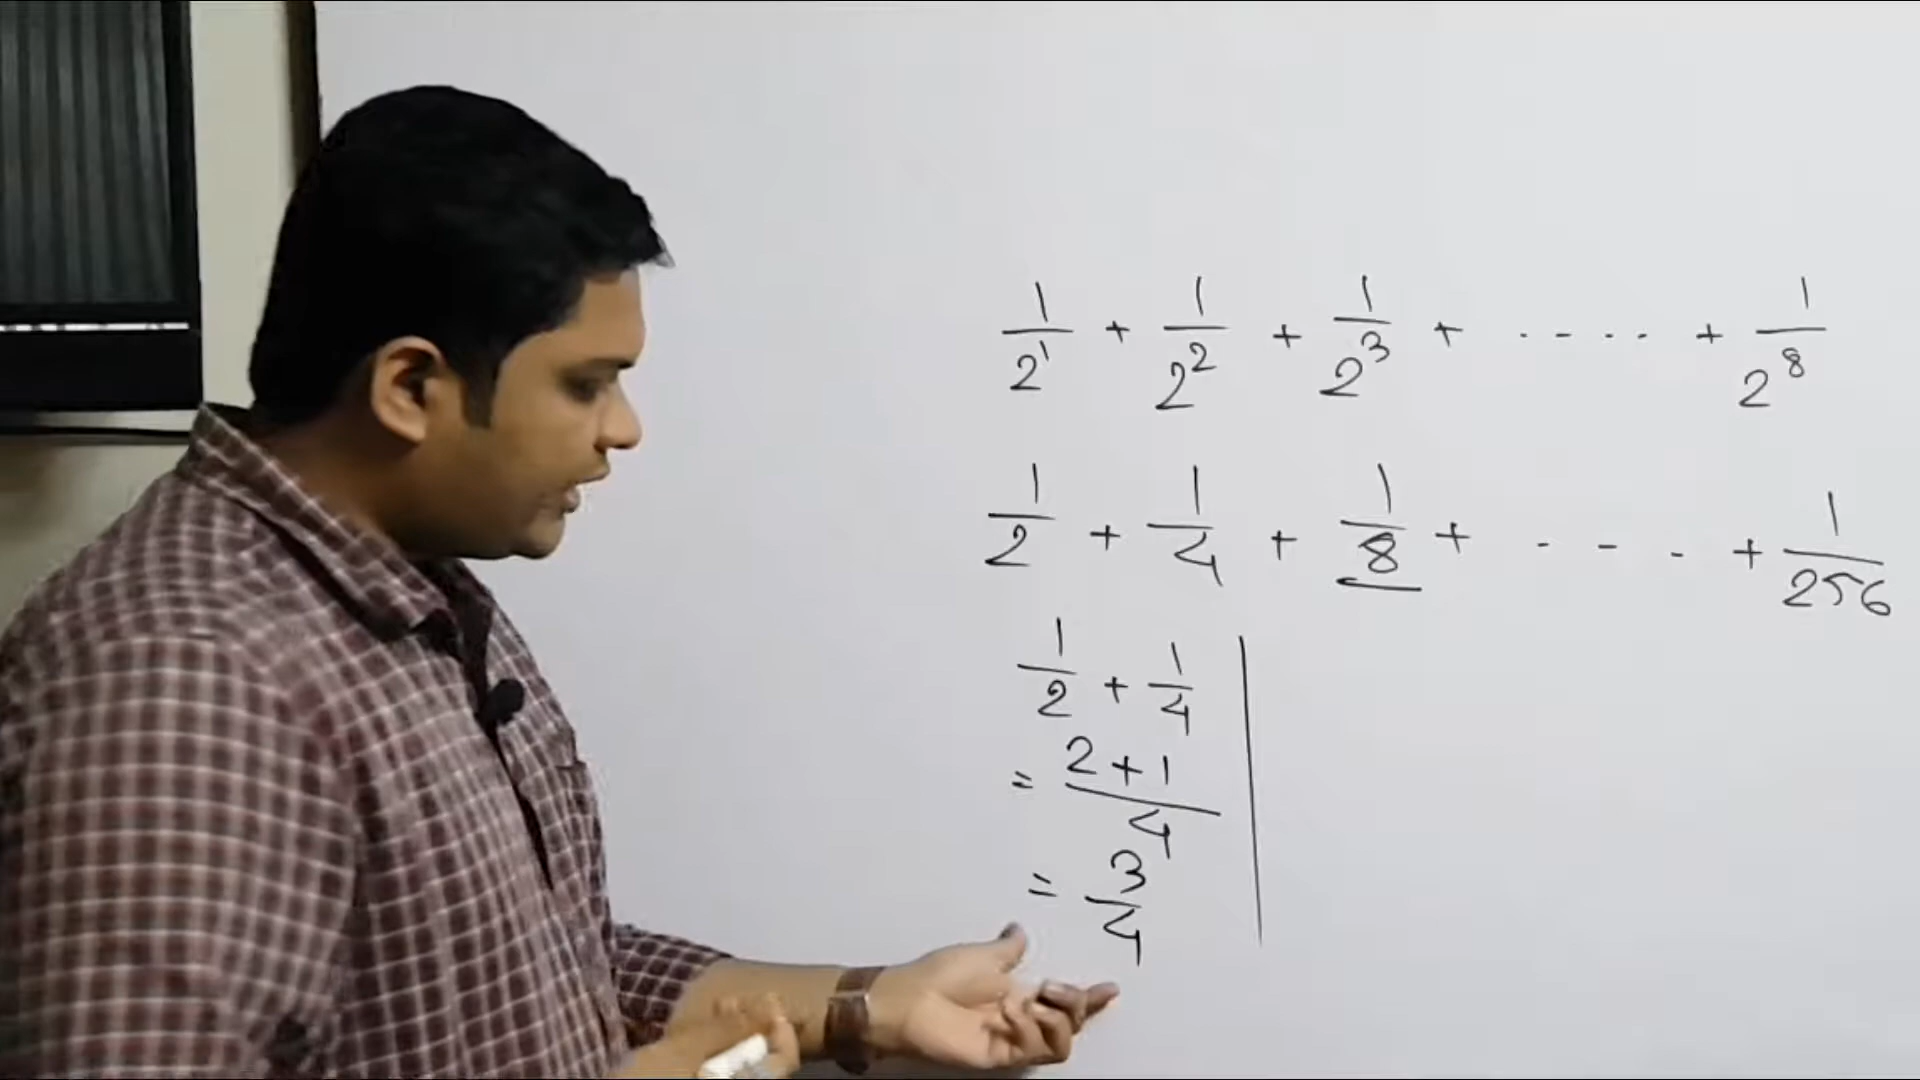 1/2¹ + 1/2² + 1/2³ + ..... + 1/2⁸
1/2 + 1/4 + 1/8 + - - - + 1/256
1/2 + 1/4
= 2+1/4
= 3/4